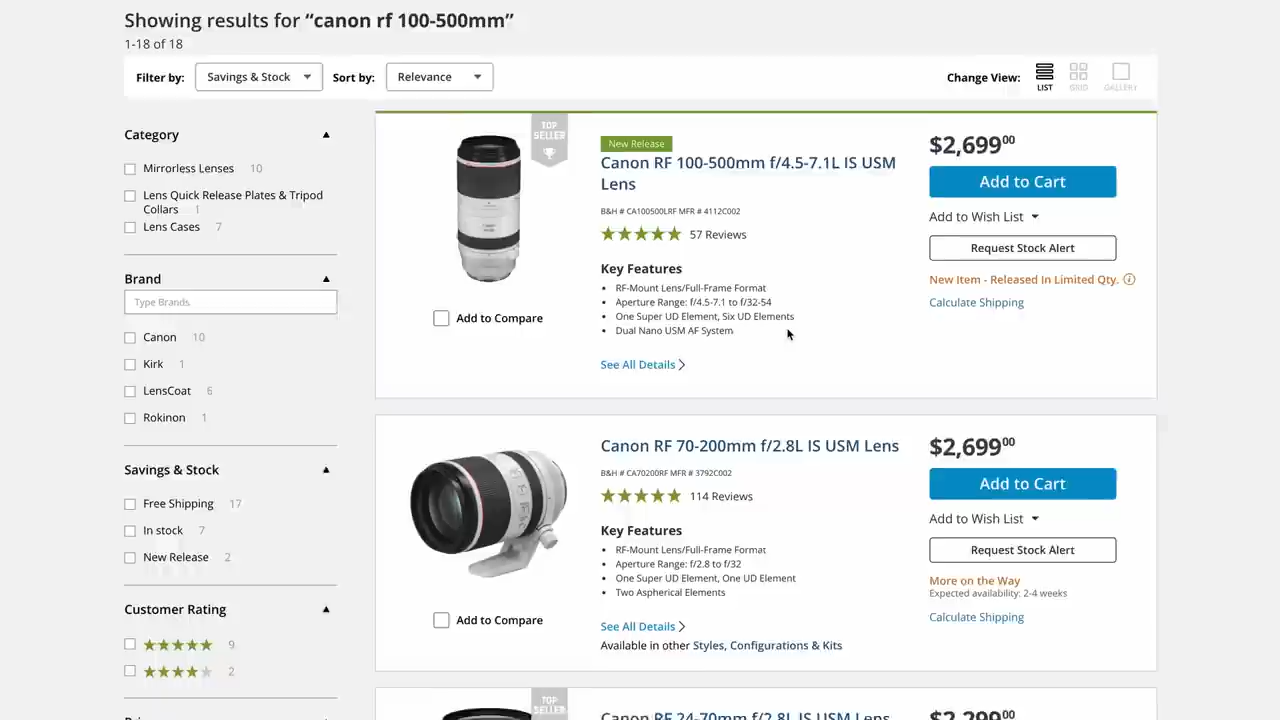 Showing results for “canon rf 100-500mm”
1-18 of 18
Filter by:
Savings & Stock
Sort by:
Relevance
Change View:
LIST
GRID
GALLERY
Category
Mirrorless Lenses 10
Lens Quick Release Plates & Tripod
Collars 1
Lens Cases 7
Brand
Type Brands
Canon 10
Kirk 1
LensCoat 6
Rokinon 1
Savings & Stock
Free Shipping 17
In stock 7
New Release 2
Customer Rating
9
2
TOP
SELLER
Add to Compare
New Release
Canon RF 100-500mm f/4.5-7.1L IS USM
Lens
B&H # CA100500LRF MFR # 4112C002
57 Reviews
Key Features
RF-Mount Lens/Full-Frame Format
Aperture Range: f/4.5-7.1 to f/32-54
One Super UD Element, Six UD Elements
Dual Nano USM AF System
See All Details
$2,699.00
Add to Cart
Add to Wish List
Request Stock Alert
New Item - Released In Limited Qty.
Calculate Shipping
Add to Compare
Canon RF 70-200mm f/2.8L IS USM Lens
B&H # CA70200RF MFR # 3792C002
114 Reviews
Key Features
RF-Mount Lens/Full-Frame Format
Aperture Range: f/2.8 to f/32
One Super UD Element, One UD Element
Two Aspherical Elements
See All Details
Available in other Styles, Configurations & Kits
$2,699.00
Add to Cart
Add to Wish List
Request Stock Alert
More on the Way
Expected availability: 2-4 weeks
Calculate Shipping
TOP
SELLER
Canon RF 24-70mm f/2.8L IS USM Lens
$2,299.00